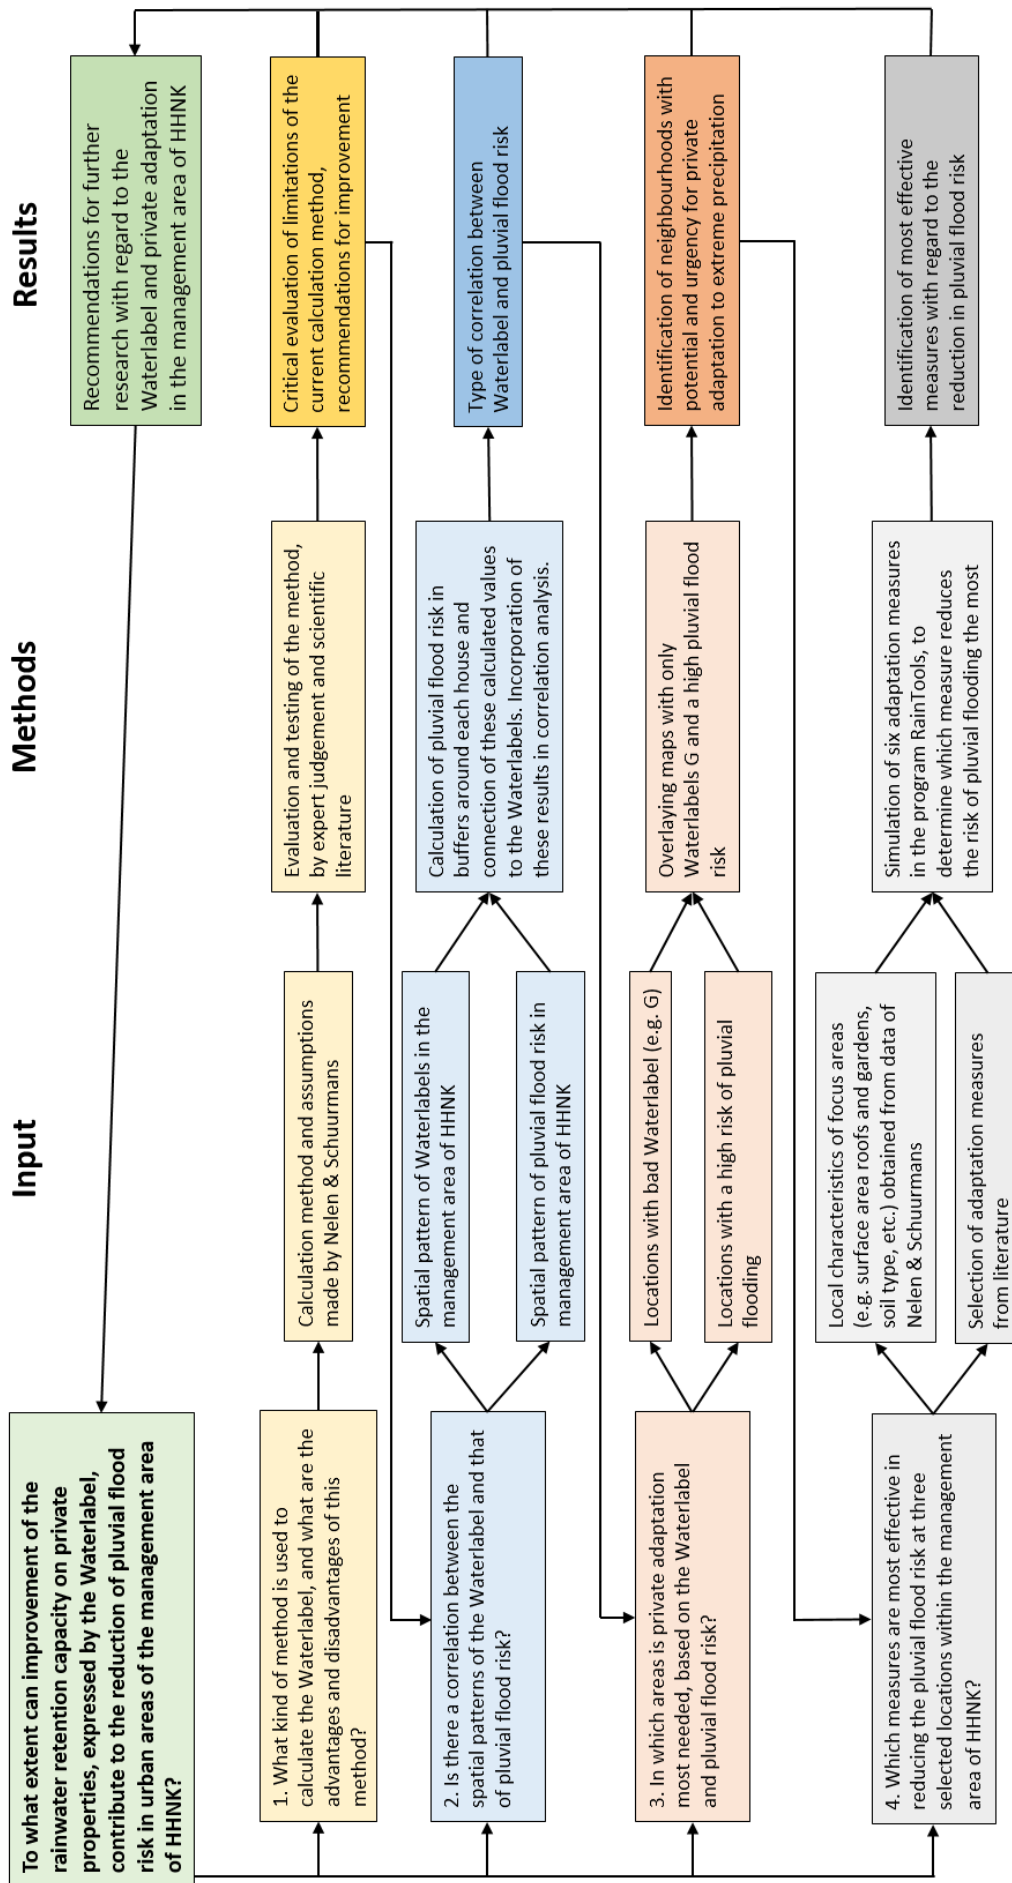 Input
Methods
Results
To what extent can improvement of the
rainwater retention capacity on private
properties, expressed by the Waterlabel,
contribute to the reduction of pluvial flood
risk in urban areas of the management area
of HHNK?
Recommendations for further
research with regard to the
Waterlabel and private adaptation
in the management area of HHNK
1. What kind of method is used to
calculate the Waterlabel, and what are the
advantages and disadvantages of this
method?
Calculation method and assumptions
made by Nelen & Schuurmans
Evaluation and testing of the method,
by expert judgement and scientific
literature
Critical evaluation of limitations of the
current calculation method,
recommendations for improvement
2. Is there a correlation between the
spatial patterns of the Waterlabel and that
of pluvial flood risk?
Spatial pattern of Waterlabels in the
management area of HHNK
Spatial pattern of pluvial flood risk in
management area of HHNK
Calculation of pluvial flood risk in
buffers around each house and
connection of these calculated values
to the Waterlabels. Incorporation of
these results in correlation analysis.
Type of correlation between
Waterlabel and pluvial flood risk
3. In which areas is private adaptation
most needed, based on the Waterlabel
and pluvial flood risk?
Locations with bad Waterlabel (e.g. G)
Locations with a high risk of pluvial
flooding
Overlaying maps with only
Waterlabels G and a high pluvial flood
risk
Identification of neighbourhoods with
potential and urgency for private
adaptation to extreme precipitation
4. Which measures are most effective in
reducing the pluvial flood risk at three
selected locations within the management
area of HHNK?
Local characteristics of focus areas
(e.g. surface area roofs and gardens,
soil type, etc.) obtained from data of
Nelen & Schuurmans
Selection of adaptation measures
from literature
Simulation of six adaptation measures
in the program RainTools, to
determine which measure reduces
the risk of pluvial flooding the most
Identification of most effective
measures with regard to the
reduction in pluvial flood risk